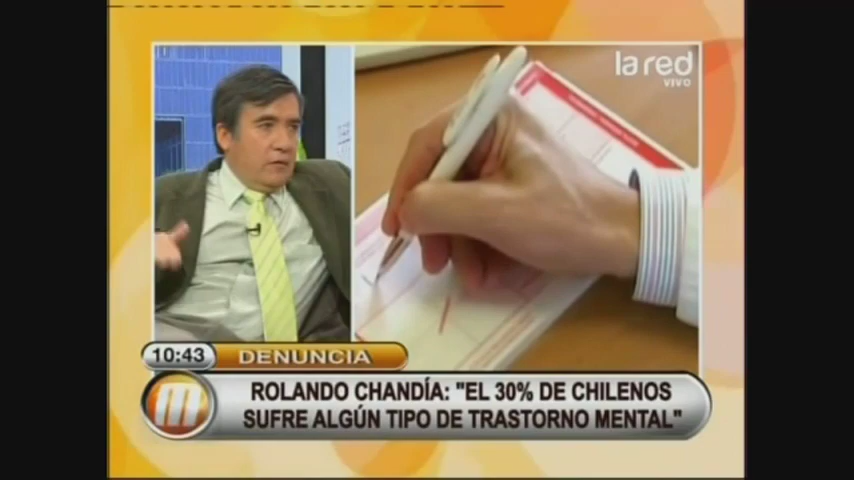 la red
VIVO
10:43
DENUNCIA
m
ROLANDO CHANDÍA: "EL 30% DE CHILENOS
SUFRE ALGÚN TIPO DE TRASTORNO MENTAL"